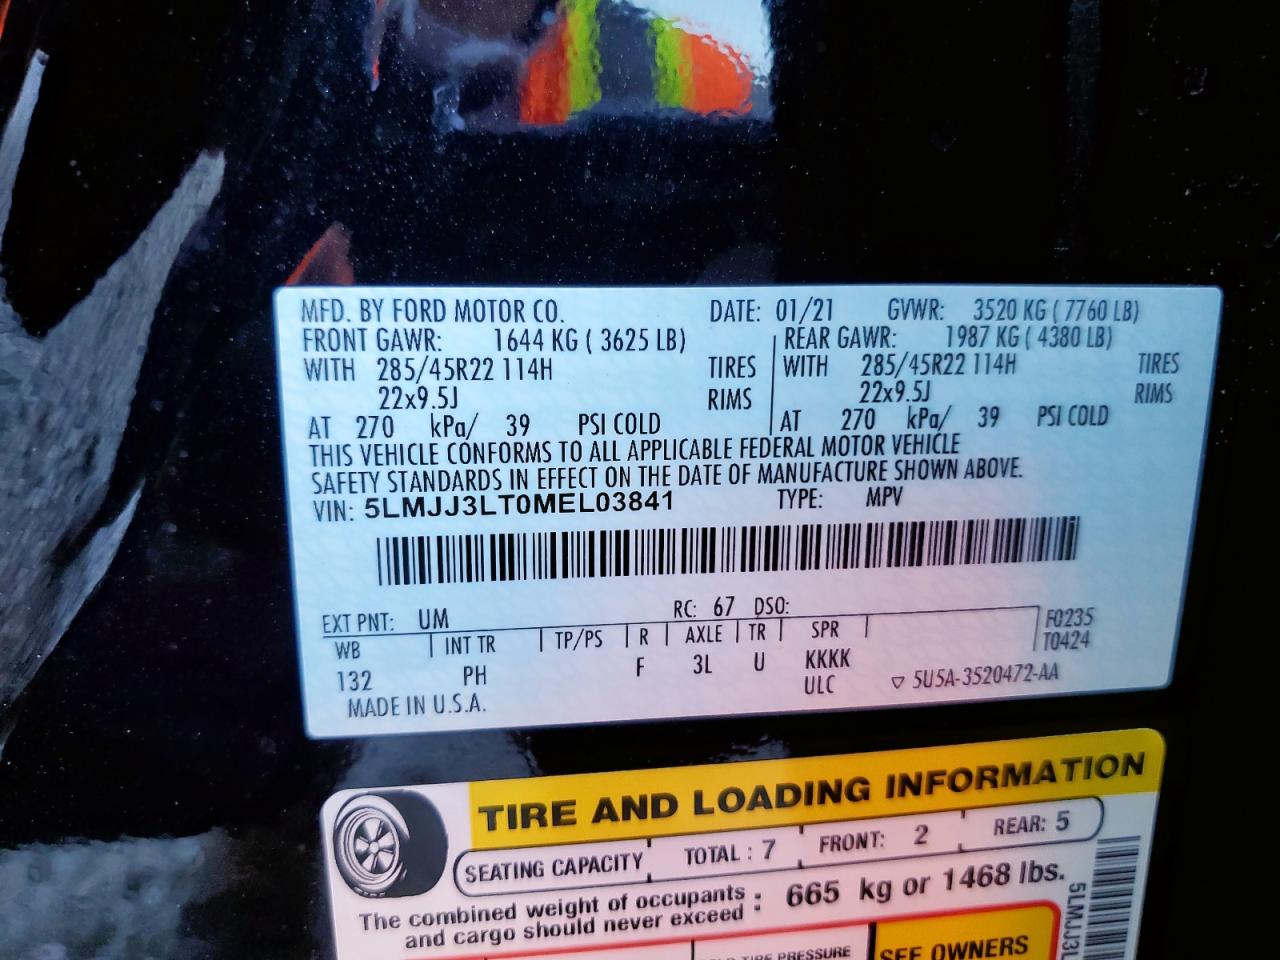 MFD. BY FORD MOTOR CO. DATE: 01/21 GVWR: 3520 KG ( 7760 LB)
FRONT GAWR: 1644 KG ( 3625 LB) REAR GAWR: 1987 KG ( 4380 LB)
WITH 285/45R22 114H TIRES WITH 285/45R22 114H TIRES
22x9.5J RIMS 22x9.5J RIMS
AT 270 kPa/ 39 PSI COLD AT 270 kPa/ 39 PSI COLD
THIS VEHICLE CONFORMS TO ALL APPLICABLE FEDERAL MOTOR VEHICLE
SAFETY STANDARDS IN EFFECT ON THE DATE OF MANUFACTURE SHOWN ABOVE.
VIN: 5LMJJ3LT0MEL03841 TYPE: MPV
EXT PNT: UM RC: 67 DSO:
WB INT TR TP/PS R AXLE TR SPR F0235
T0424
132 PH F 3L U KKKK
ULC ▽ 5U5A-3520472-AA
MADE IN U.S.A.
TIRE AND LOADING INFORMATION
SEATING CAPACITY TOTAL : 7 FRONT: 2 REAR: 5
The combined weight of occupants and cargo should never exceed : 665 kg or 1468 lbs.
5LMJJ3L
TIRE PRESSURE
SEE OWNERS